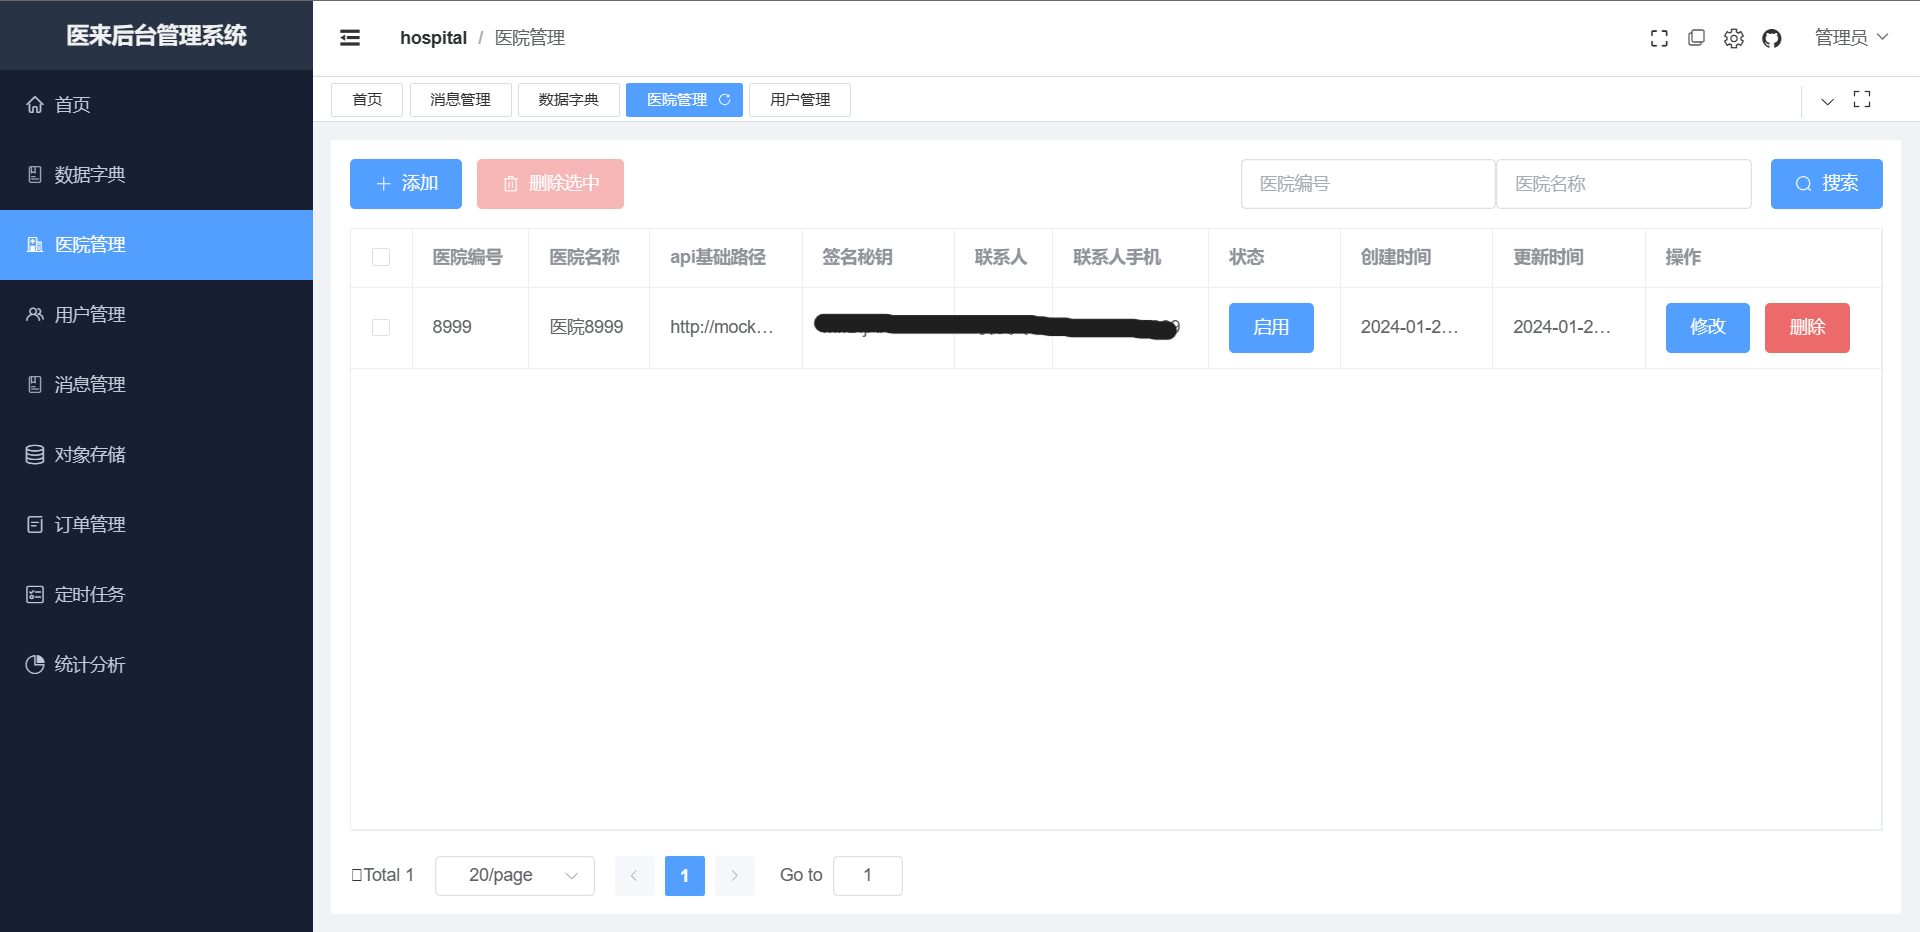 医来后台管理系统
hospital / 医院管理
管理员
首页
数据字典
医院管理
用户管理
消息管理
对象存储
订单管理
定时任务
统计分析
首页 消息管理 数据字典 医院管理 用户管理
添加 删除选中 医院编号 医院名称 搜索
医院编号 医院名称 api基础路径 签名秘钥 联系人 联系人手机 状态 创建时间 更新时间 操作
8999 医院8999 http://mock... 启用 2024-01-2... 2024-01-2... 修改 删除
Total 1 20/page 1 Go to 1